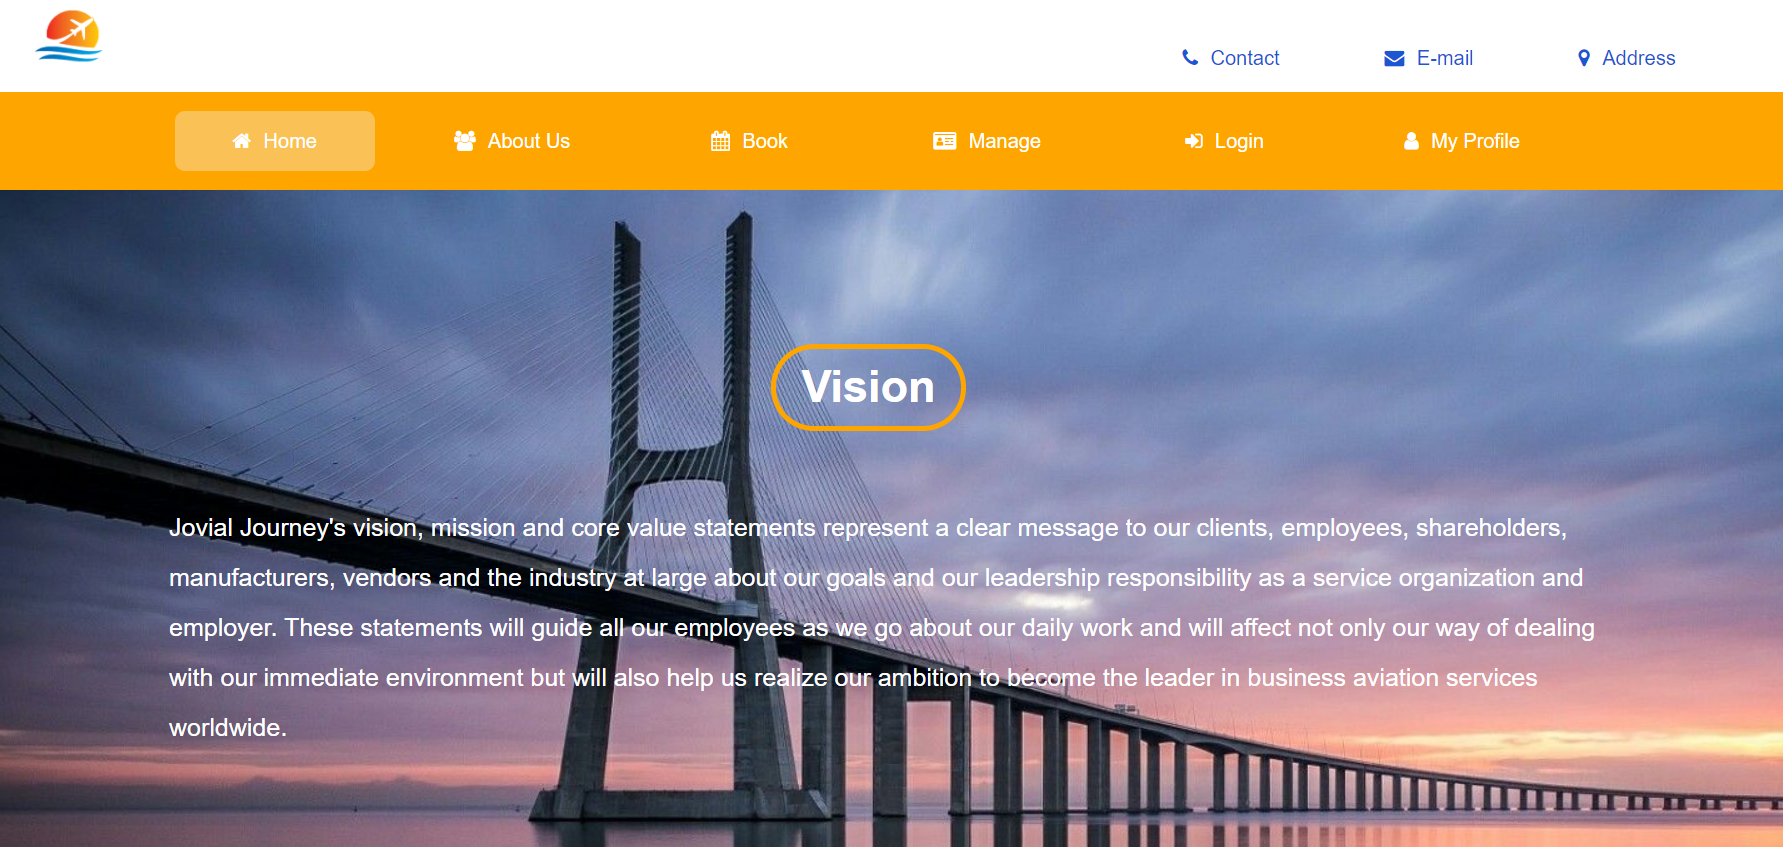 Contact E-mail Address
Home About Us Book Manage Login My Profile
Vision
Jovial Journey's vision, mission and core value statements represent a clear message to our clients, employees, shareholders,
manufacturers, vendors and the industry at large about our goals and our leadership responsibility as a service organization and
employer. These statements will guide all our employees as we go about our daily work and will affect not only our way of dealing
with our immediate environment but will also help us realize our ambition to become the leader in business aviation services
worldwide.